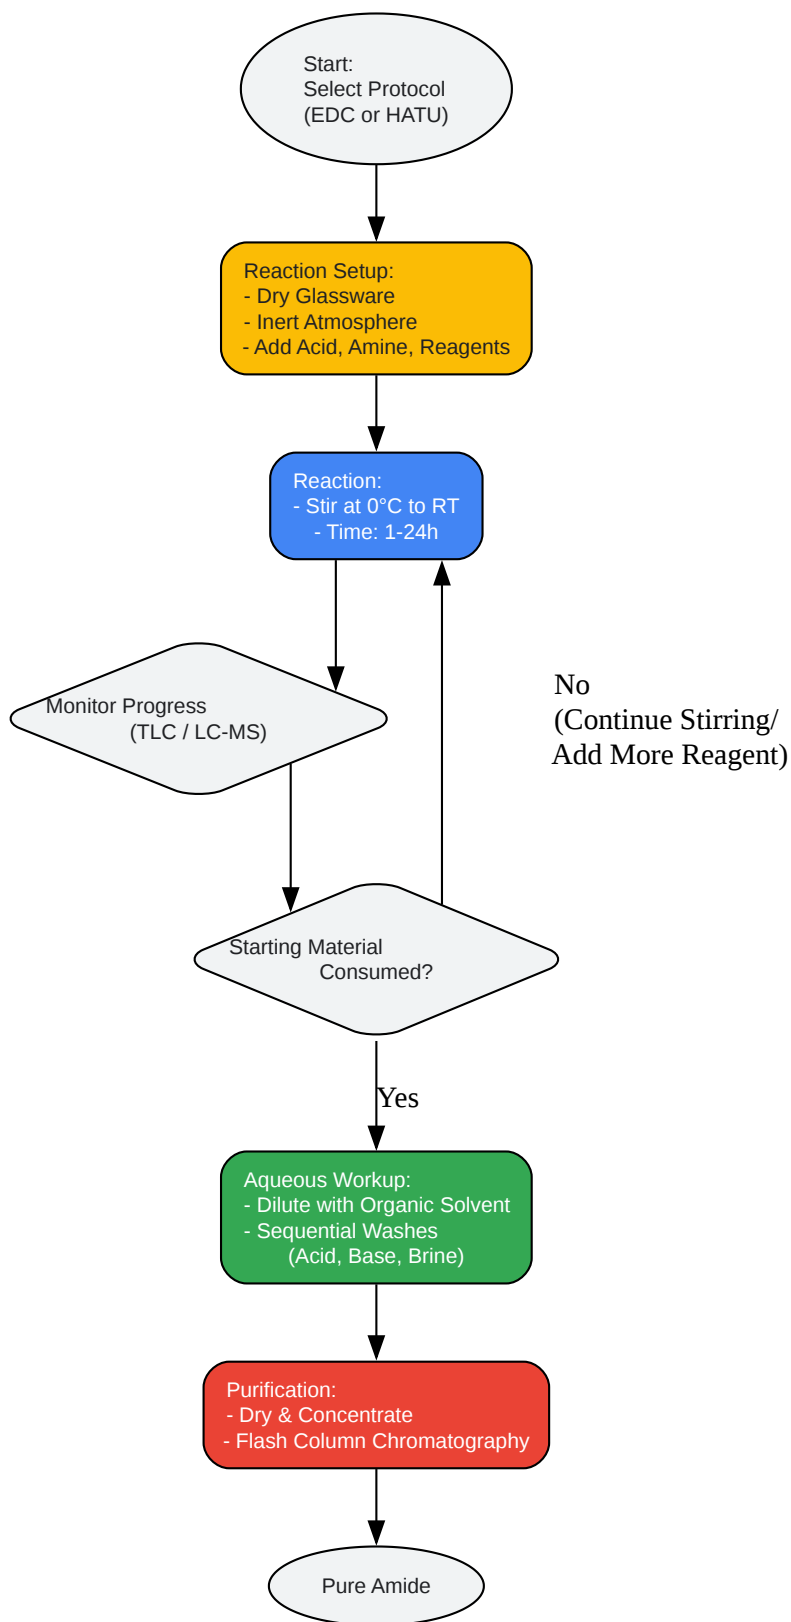 Start:
Select Protocol
(EDC or HATU)
Reaction Setup:
- Dry Glassware
- Inert Atmosphere
- Add Acid, Amine, Reagents
Reaction:
- Stir at 0°C to RT
- Time: 1-24h
Monitor Progress
(TLC / LC-MS)
No
(Continue Stirring/
Add More Reagent)
Starting Material
Consumed?
Yes
Aqueous Workup:
- Dilute with Organic Solvent
- Sequential Washes
(Acid, Base, Brine)
Purification:
- Dry & Concentrate
- Flash Column Chromatography
Pure Amide